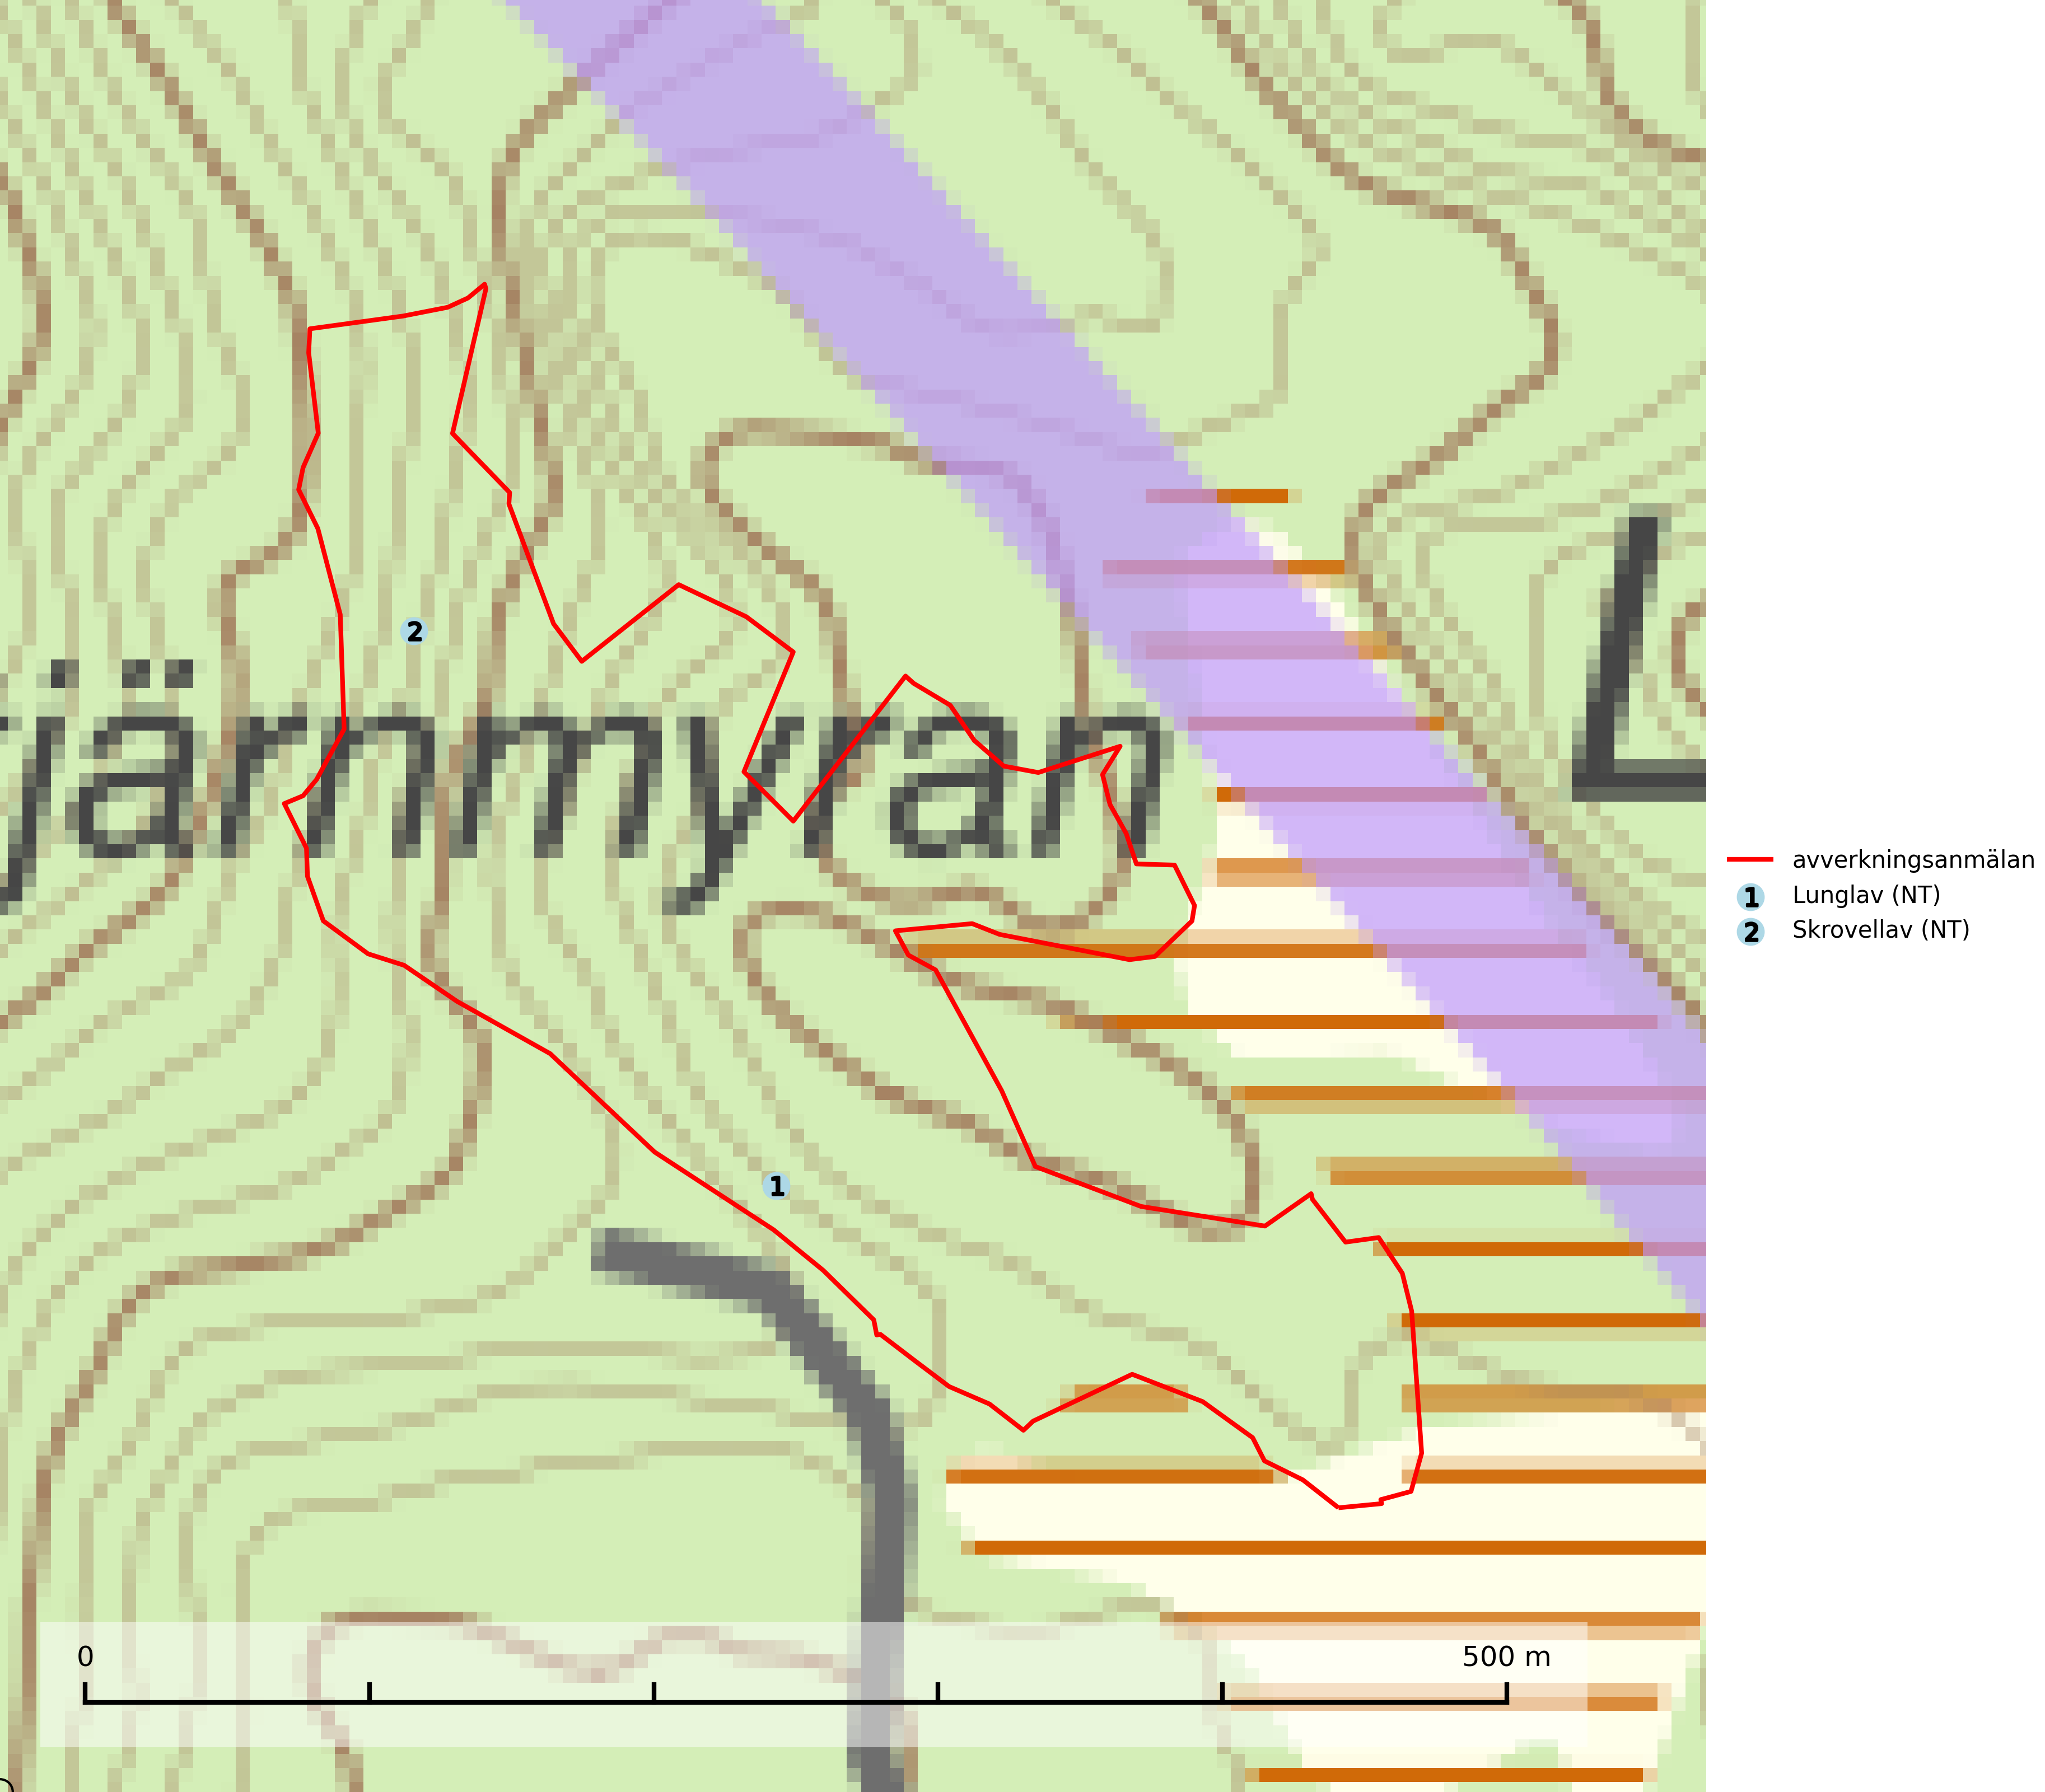 järnmyran
L
2
1
avverkningsanmälan
1 Lunglav (NT)
2 Skrovellav (NT)
0 500 m